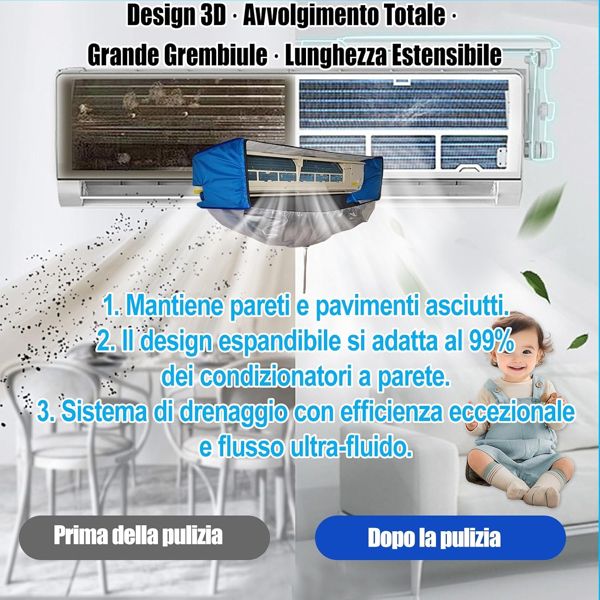 Design 3D · Avvolgimento Totale ·
Grande Grembiule · Lunghezza Estensibile
1. Mantiene pareti e pavimenti asciutti.
2. Il design espandibile si adatta al 99%
dei condizionatori a parete.
3. Sistema di drenaggio con efficienza eccezionale
e flusso ultra-fluido.
Prima della pulizia
Dopo la pulizia